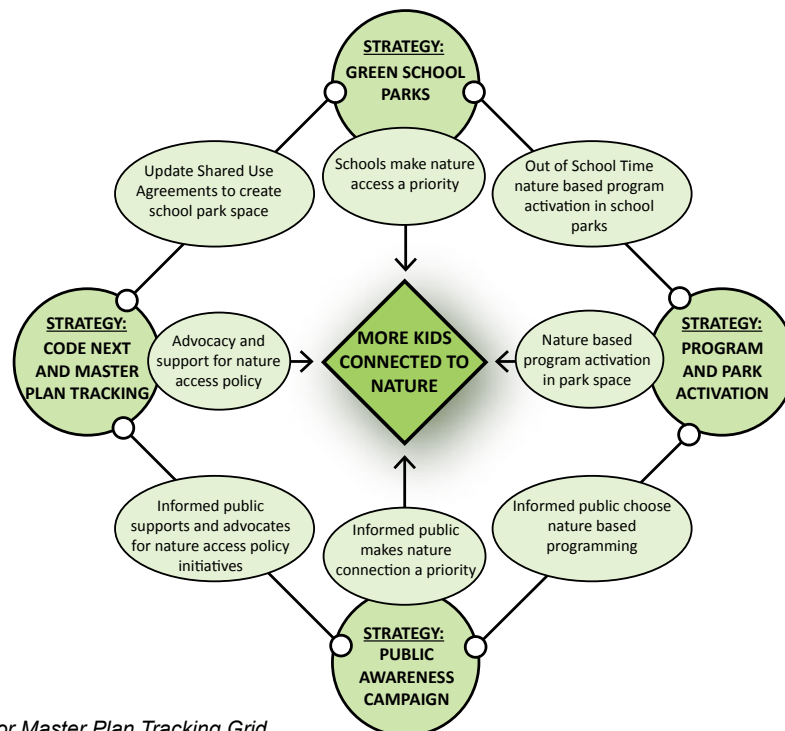 STRATEGY:
GREEN SCHOOL
PARKS
Update Shared Use
Agreements to create
school park space
Schools make nature
access a priority
Out of School Time
nature based program
activation in school
parks
STRATEGY:
CODE NEXT
AND MASTER
PLAN TRACKING
Advocacy and
support for nature
access policy
MORE KIDS
CONNECTED TO
NATURE
Nature based
program activation
in park space
STRATEGY:
PROGRAM
AND PARK
ACTIVATION
Informed public
supports and advocates
for nature access policy
initiatives
Informed public
makes nature
connection a priority
Informed public choose
nature based
programming
STRATEGY:
PUBLIC
AWARENESS
CAMPAIGN
or Master Plan Tracking Grid